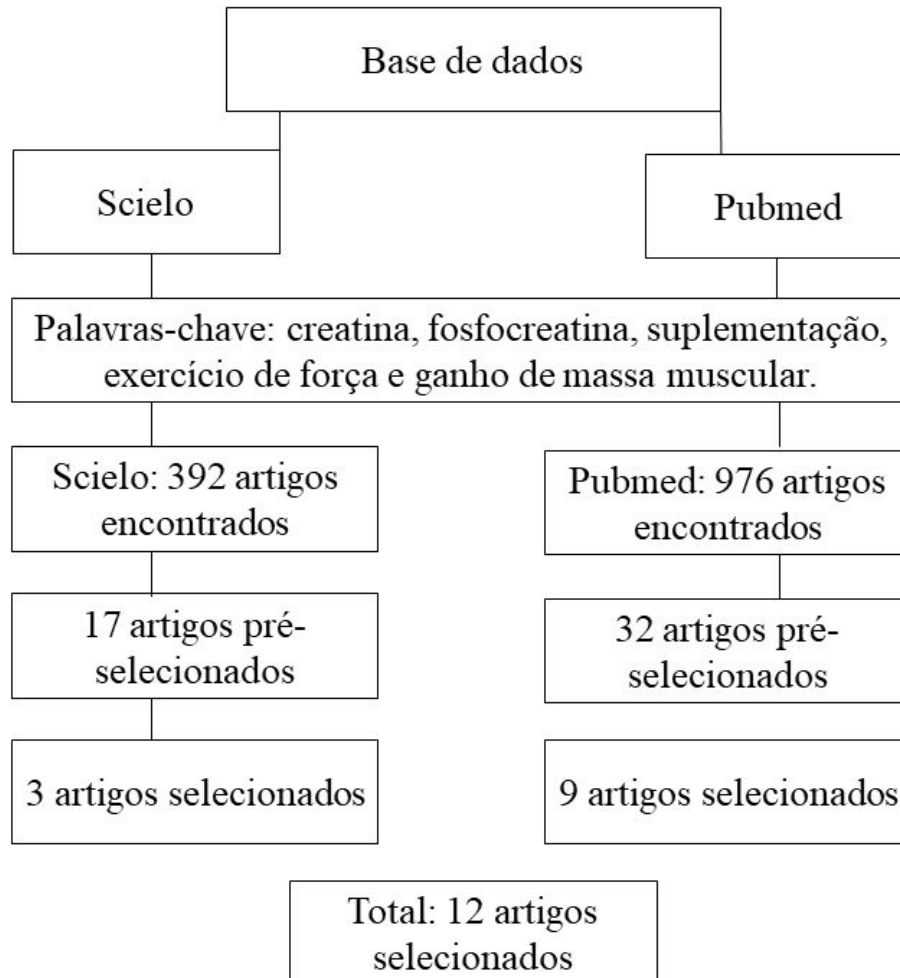 Base de dados
Scielo
Pubmed
Palavras-chave: creatina, fosfocreatina, suplementação,
exercício de força e ganho de massa muscular.
Scielo: 392 artigos
encontrados
Pubmed: 976 artigos
encontrados
17 artigos pré-
selecionados
32 artigos pré-
selecionados
3 artigos selecionados
9 artigos selecionados
Total: 12 artigos
selecionados